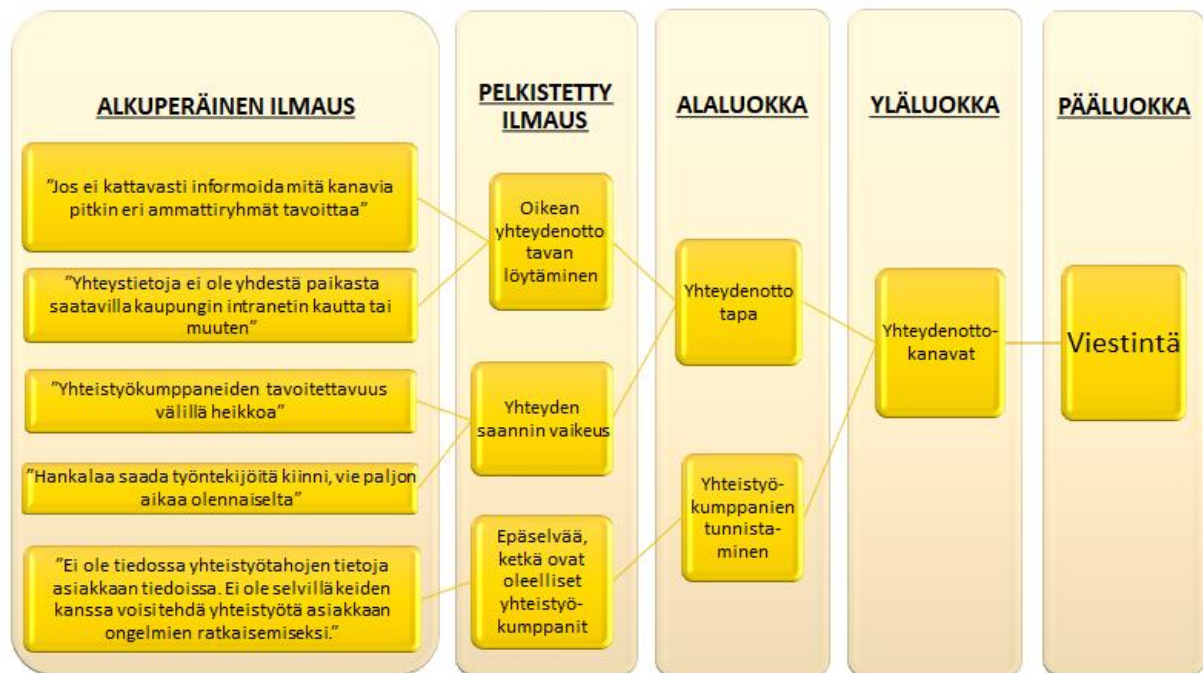 ALKUPERÄINEN ILMAUS
"Jos ei kattavasti informoida mitä kanavia
pitkin eri ammattiryhmät tavoittaa"
"Yhteystietoja ei ole yhdestä paikasta
saatavilla kaupungin intranetin kautta tai
muuten"
"Yhteistyökumppaneiden tavoitettavuus
välillä heikkoa"
"Hankalaa saada työntekijöitä kiinni, vie paljon
aikaa olennaiselta"
"Ei ole tiedossa yhteistyötahojen tietoja
asiakkaan tiedoissa. Ei ole selvillä keiden
kanssa voisi tehdä yhteistyötä asiakkaan
ongelmien ratkaisemiseksi."
PELKISTETTY
ILMAUS
Oikean
yhteydenotto
tavan
löytäminen
Yhteyden
saannin vaikeus
Epäselvää,
ketkä ovat
oleelliset
yhteistyö-
kumppanit
ALALUOKKA
Yhteydenotto
tapa
Yhteistyö-
kumppanien
tunnista-
minen
YLÄLUOKKA
Yhteydenotto-
kanavat
PÄÄLUOKKA
Viestintä